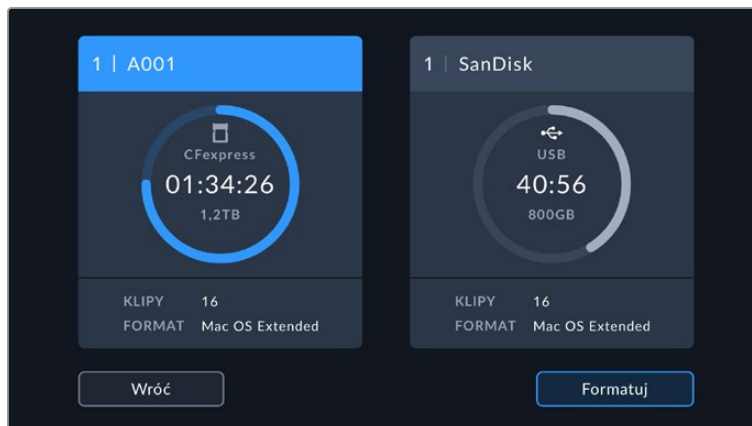 1 | A001
CFexpress
01:34:26
1,2TB
KLIPY 16
FORMAT Mac OS Extended
1 | SanDisk
USB
40:56
800GB
KLIPY 16
FORMAT Mac OS Extended
Wróć
Formatuj